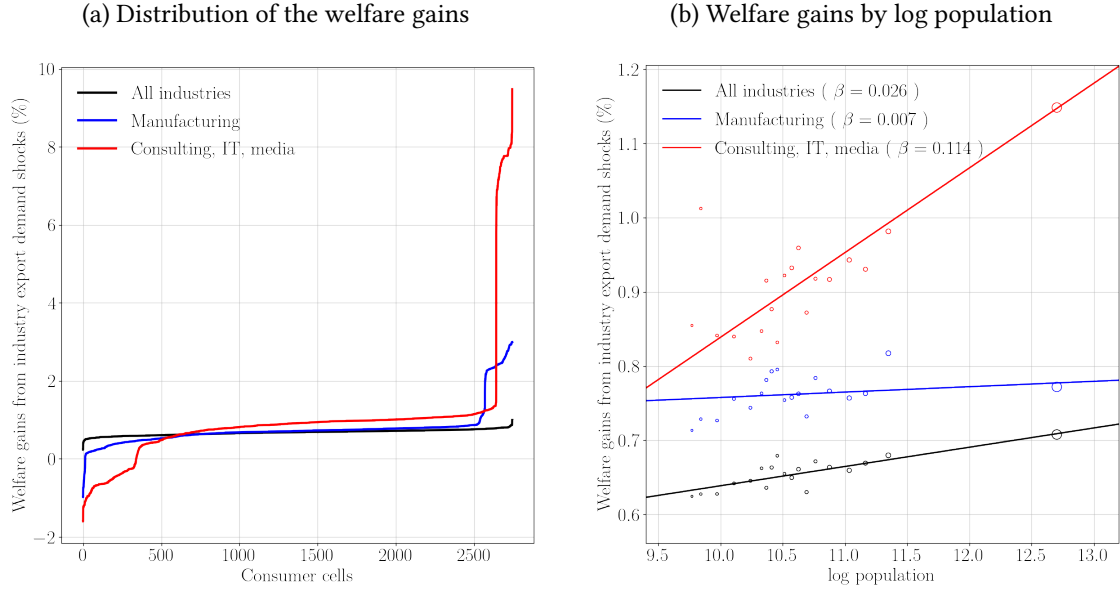 (a) Distribution of the welfare gains
Welfare gains from industry export demand shocks (%)
10
8
6
4
2
0
−2
All industries
Manufacturing
Consulting, IT, media
0
500
1000
1500
2000
2500
Consumer cells
(b) Welfare gains by log population
Welfare gains from industry export demand shocks (%)
1.2
1.1
1.0
0.9
0.8
0.7
0.6
All industries ( β = 0.026 )
Manufacturing ( β = 0.007 )
Consulting, IT, media ( β = 0.114 )
9.5
10.0
10.5
11.0
11.5
12.0
12.5
13.0
log population